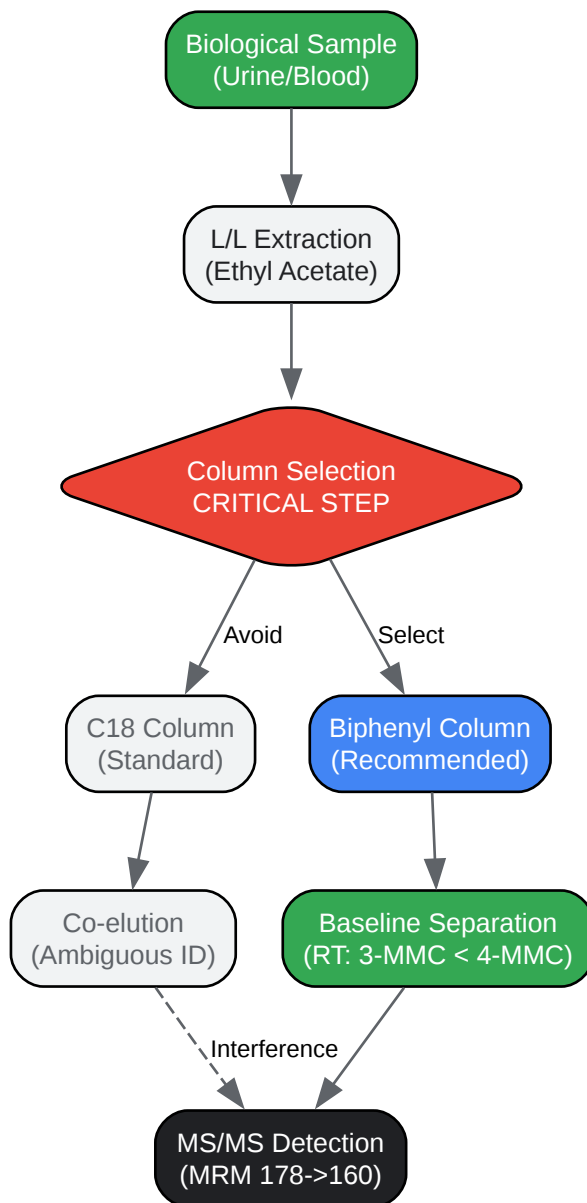 Biological Sample
(Urine/Blood)
L/L Extraction
(Ethyl Acetate)
Column Selection
CRITICAL STEP
Avoid
Select
C18 Column
(Standard)
Biphenyl Column
(Recommended)
Co-elution
(Ambiguous ID)
Baseline Separation
(RT: 3-MMC < 4-MMC)
Interference
MS/MS Detection
(MRM 178->160)